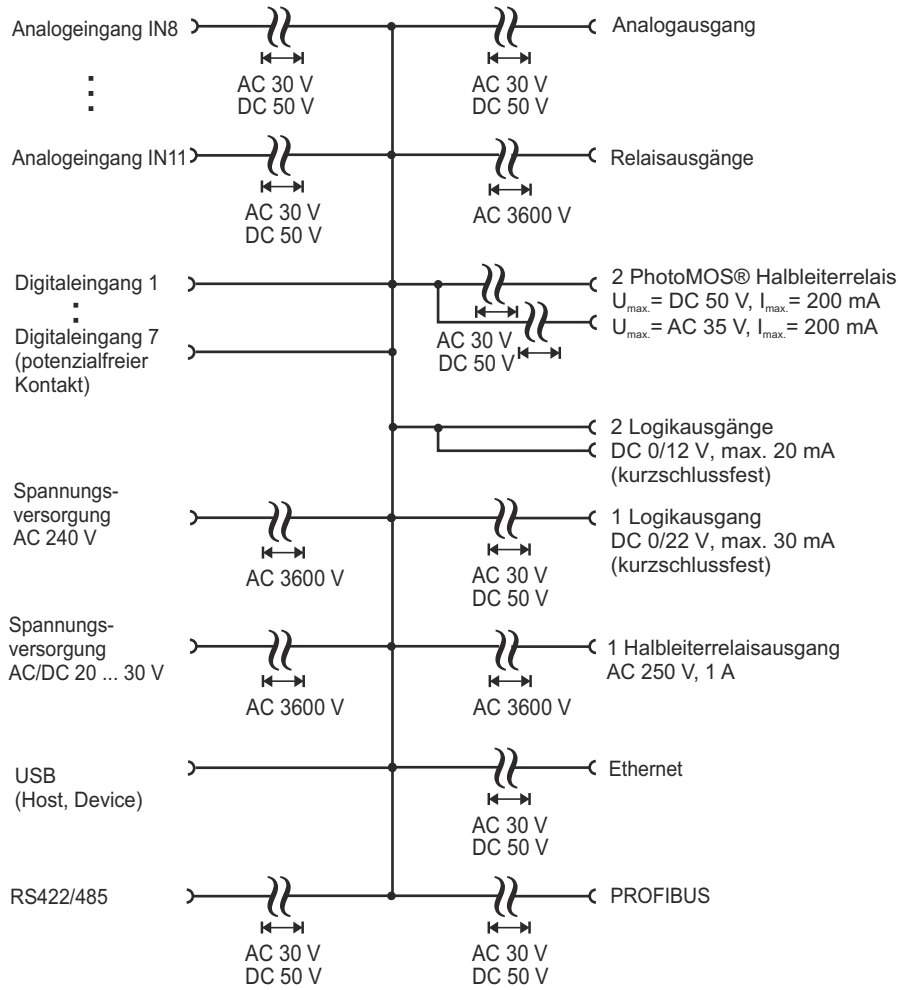 Analogeingang IN8
AC 30 V
DC 50 V
AC 30 V
DC 50 V
Analogausgang
Analogeingang IN11
AC 30 V
DC 50 V
AC 3600 V
Relaisausgänge
Digitaleingang 1
Digitaleingang 7
(potenzialfreier
Kontakt)
AC 30 V
DC 50 V
2 PhotoMOS® Halbleiterrelais
Umax.= DC 50 V, Imax.= 200 mA
Umax.= AC 35 V, Imax.= 200 mA
2 Logikausgänge
DC 0/12 V, max. 20 mA
(kurzschlussfest)
Spannungs-
versorgung
AC 240 V
AC 3600 V
AC 30 V
DC 50 V
1 Logikausgang
DC 0/22 V, max. 30 mA
(kurzschlussfest)
Spannungs-
versorgung
AC/DC 20 ... 30 V
AC 3600 V
AC 3600 V
1 Halbleiterrelaisausgang
AC 250 V, 1 A
USB
(Host, Device)
AC 30 V
DC 50 V
Ethernet
RS422/485
AC 30 V
DC 50 V
AC 30 V
DC 50 V
PROFIBUS